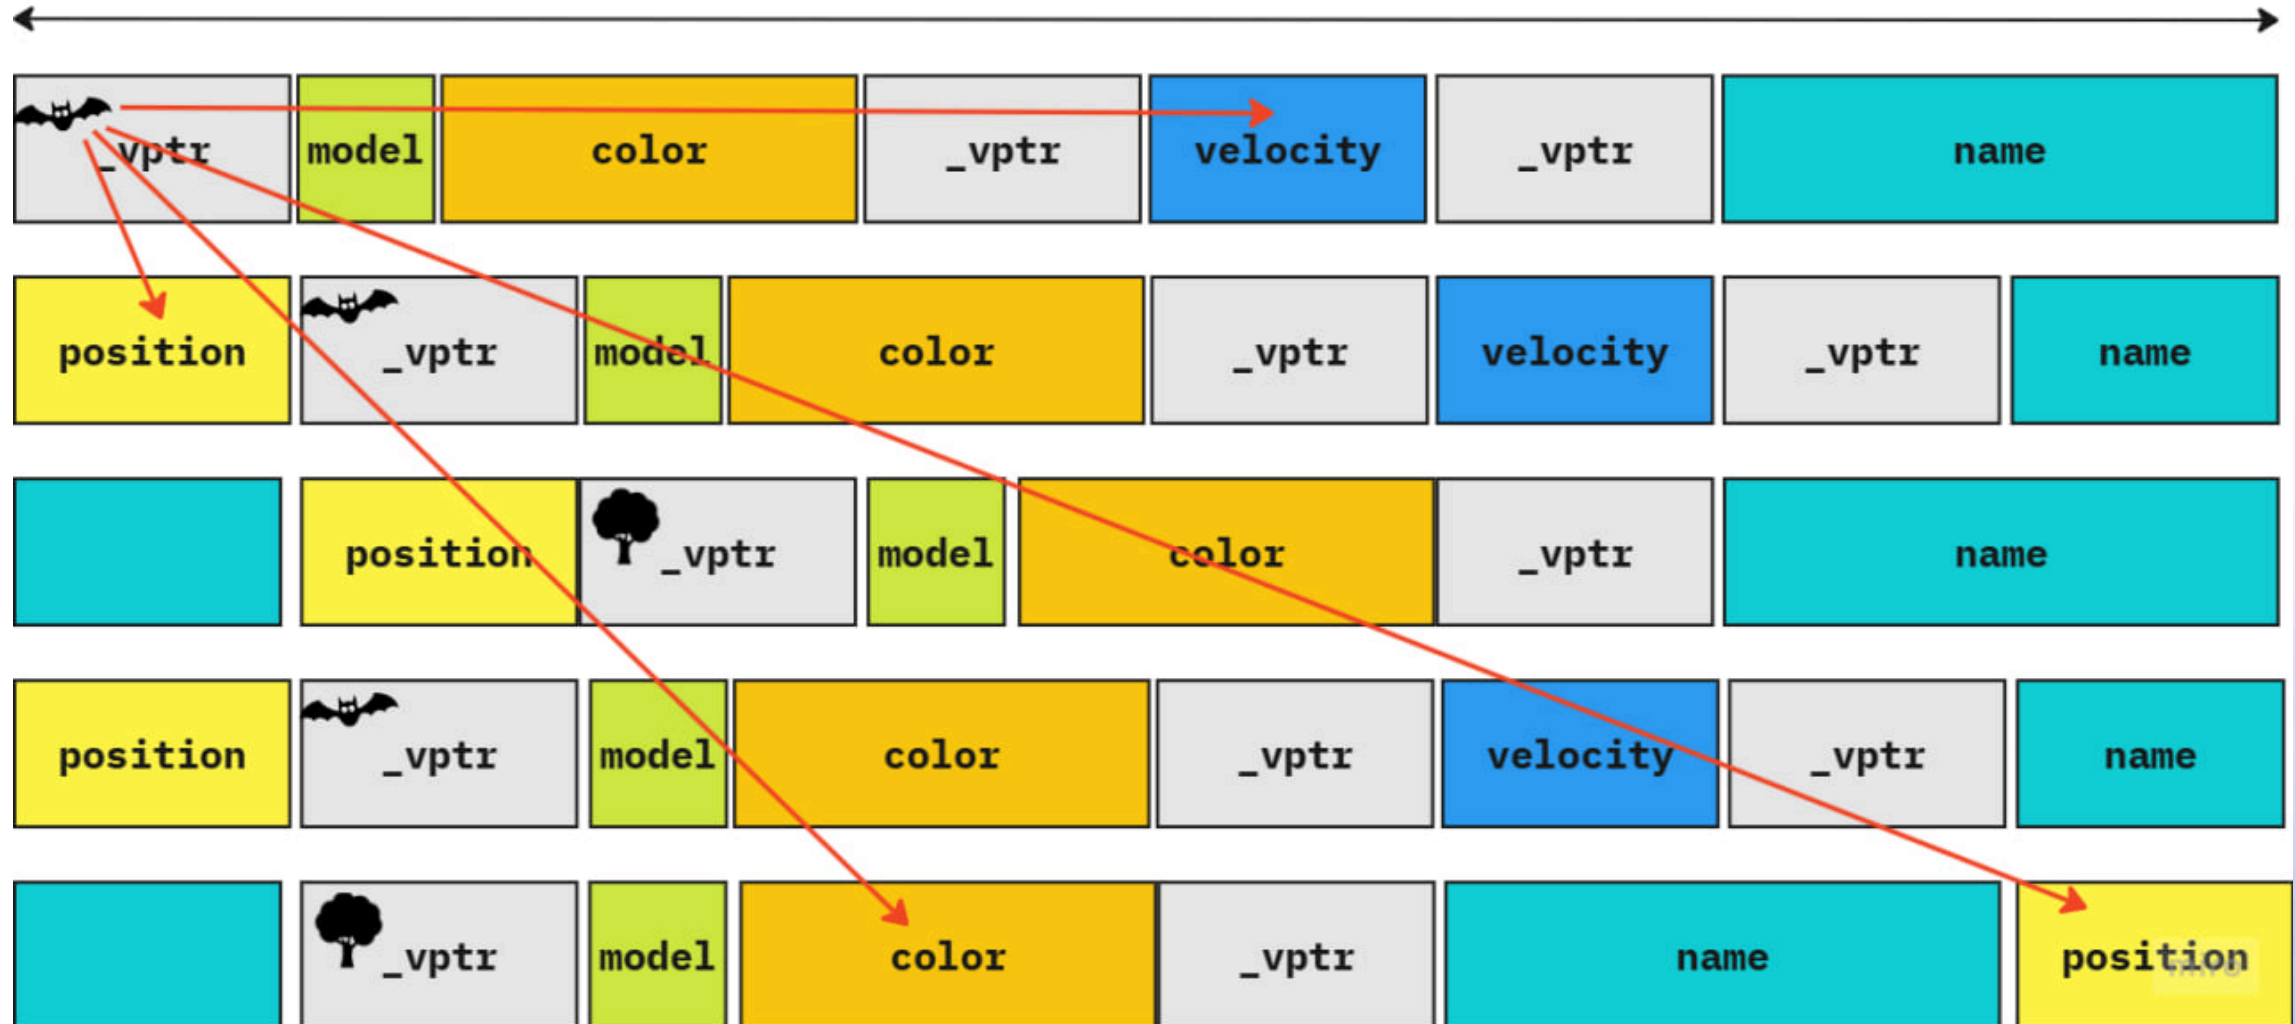 _vptr model color _vptr velocity _vptr name
position _vptr model color _vptr velocity _vptr name
position _vptr model color _vptr name
position _vptr model color _vptr velocity _vptr name
_vptr model color _vptr name position
miro